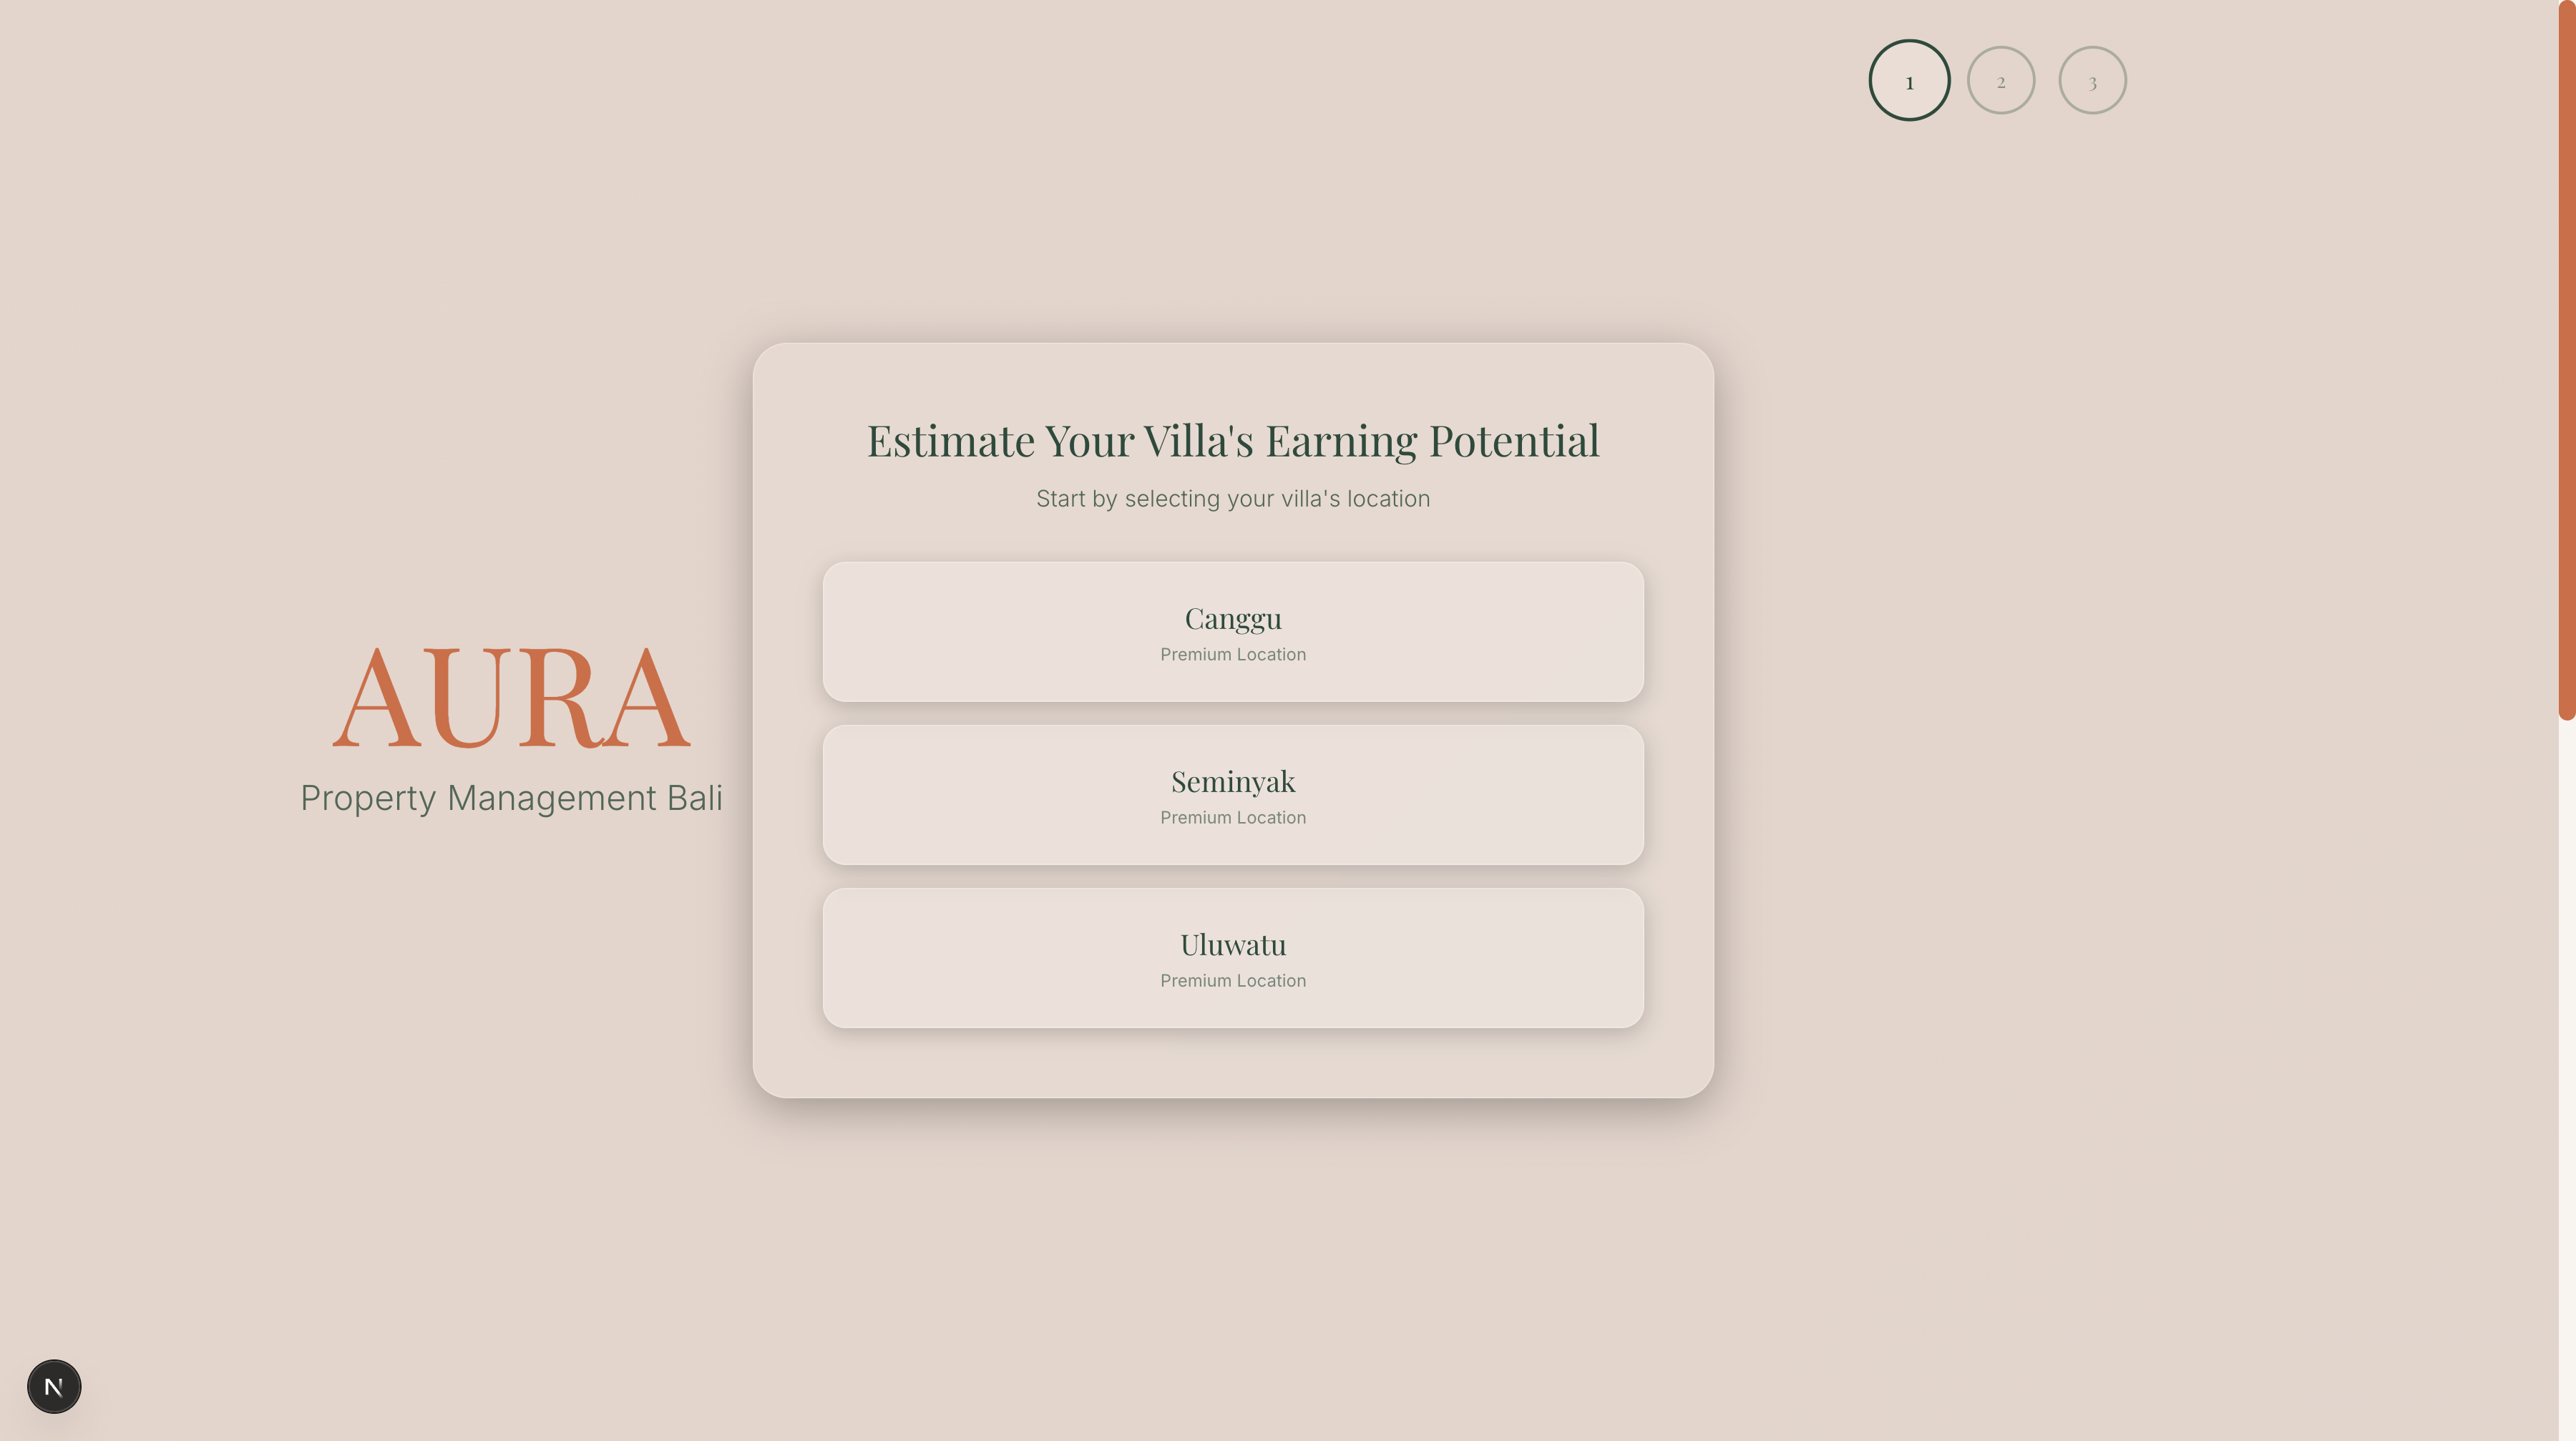 1 2 3
Estimate Your Villa's Earning Potential
Start by selecting your villa's location
Canggu
Premium Location
Seminyak
Premium Location
Uluwatu
Premium Location
AURA
Property Management Bali
N